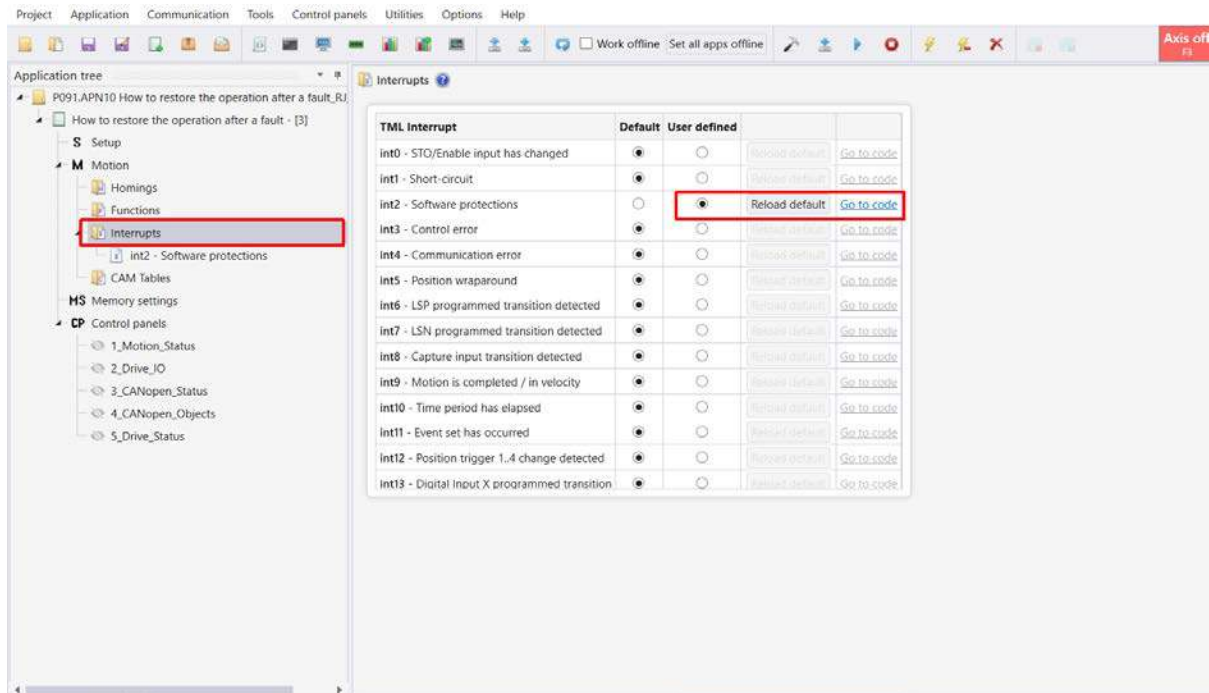 Project Application Communication Tools Control panels Utilities Options Help
Work offline Set all apps offline
Axis off
F3
Application tree
P091.APN10 How to restore the operation after a fault_RJ
How to restore the operation after a fault - [3]
S Setup
M Motion
Homings
Functions
Interrupts
int2 - Software protections
CAM Tables
MS Memory settings
CP Control panels
1_Motion_Status
2_Drive_IO
3_CANopen_Status
4_CANopen_Objects
5_Drive_Status
Interrupts
TML Interrupt Default User defined
int0 - STO/Enable input has changed Reload default Go to code
int1 - Short-circuit Reload default Go to code
int2 - Software protections Reload default Go to code
int3 - Control error Reload default Go to code
int4 - Communication error Reload default Go to code
int5 - Position wraparound Reload default Go to code
int6 - LSP programmed transition detected Reload default Go to code
int7 - LSN programmed transition detected Reload default Go to code
int8 - Capture input transition detected Reload default Go to code
int9 - Motion is completed / in velocity Reload default Go to code
int10 - Time period has elapsed Reload default Go to code
int11 - Event set has occurred Reload default Go to code
int12 - Position trigger 1..4 change detected Reload default Go to code
int13 - Digital Input X programmed transition Reload default Go to code